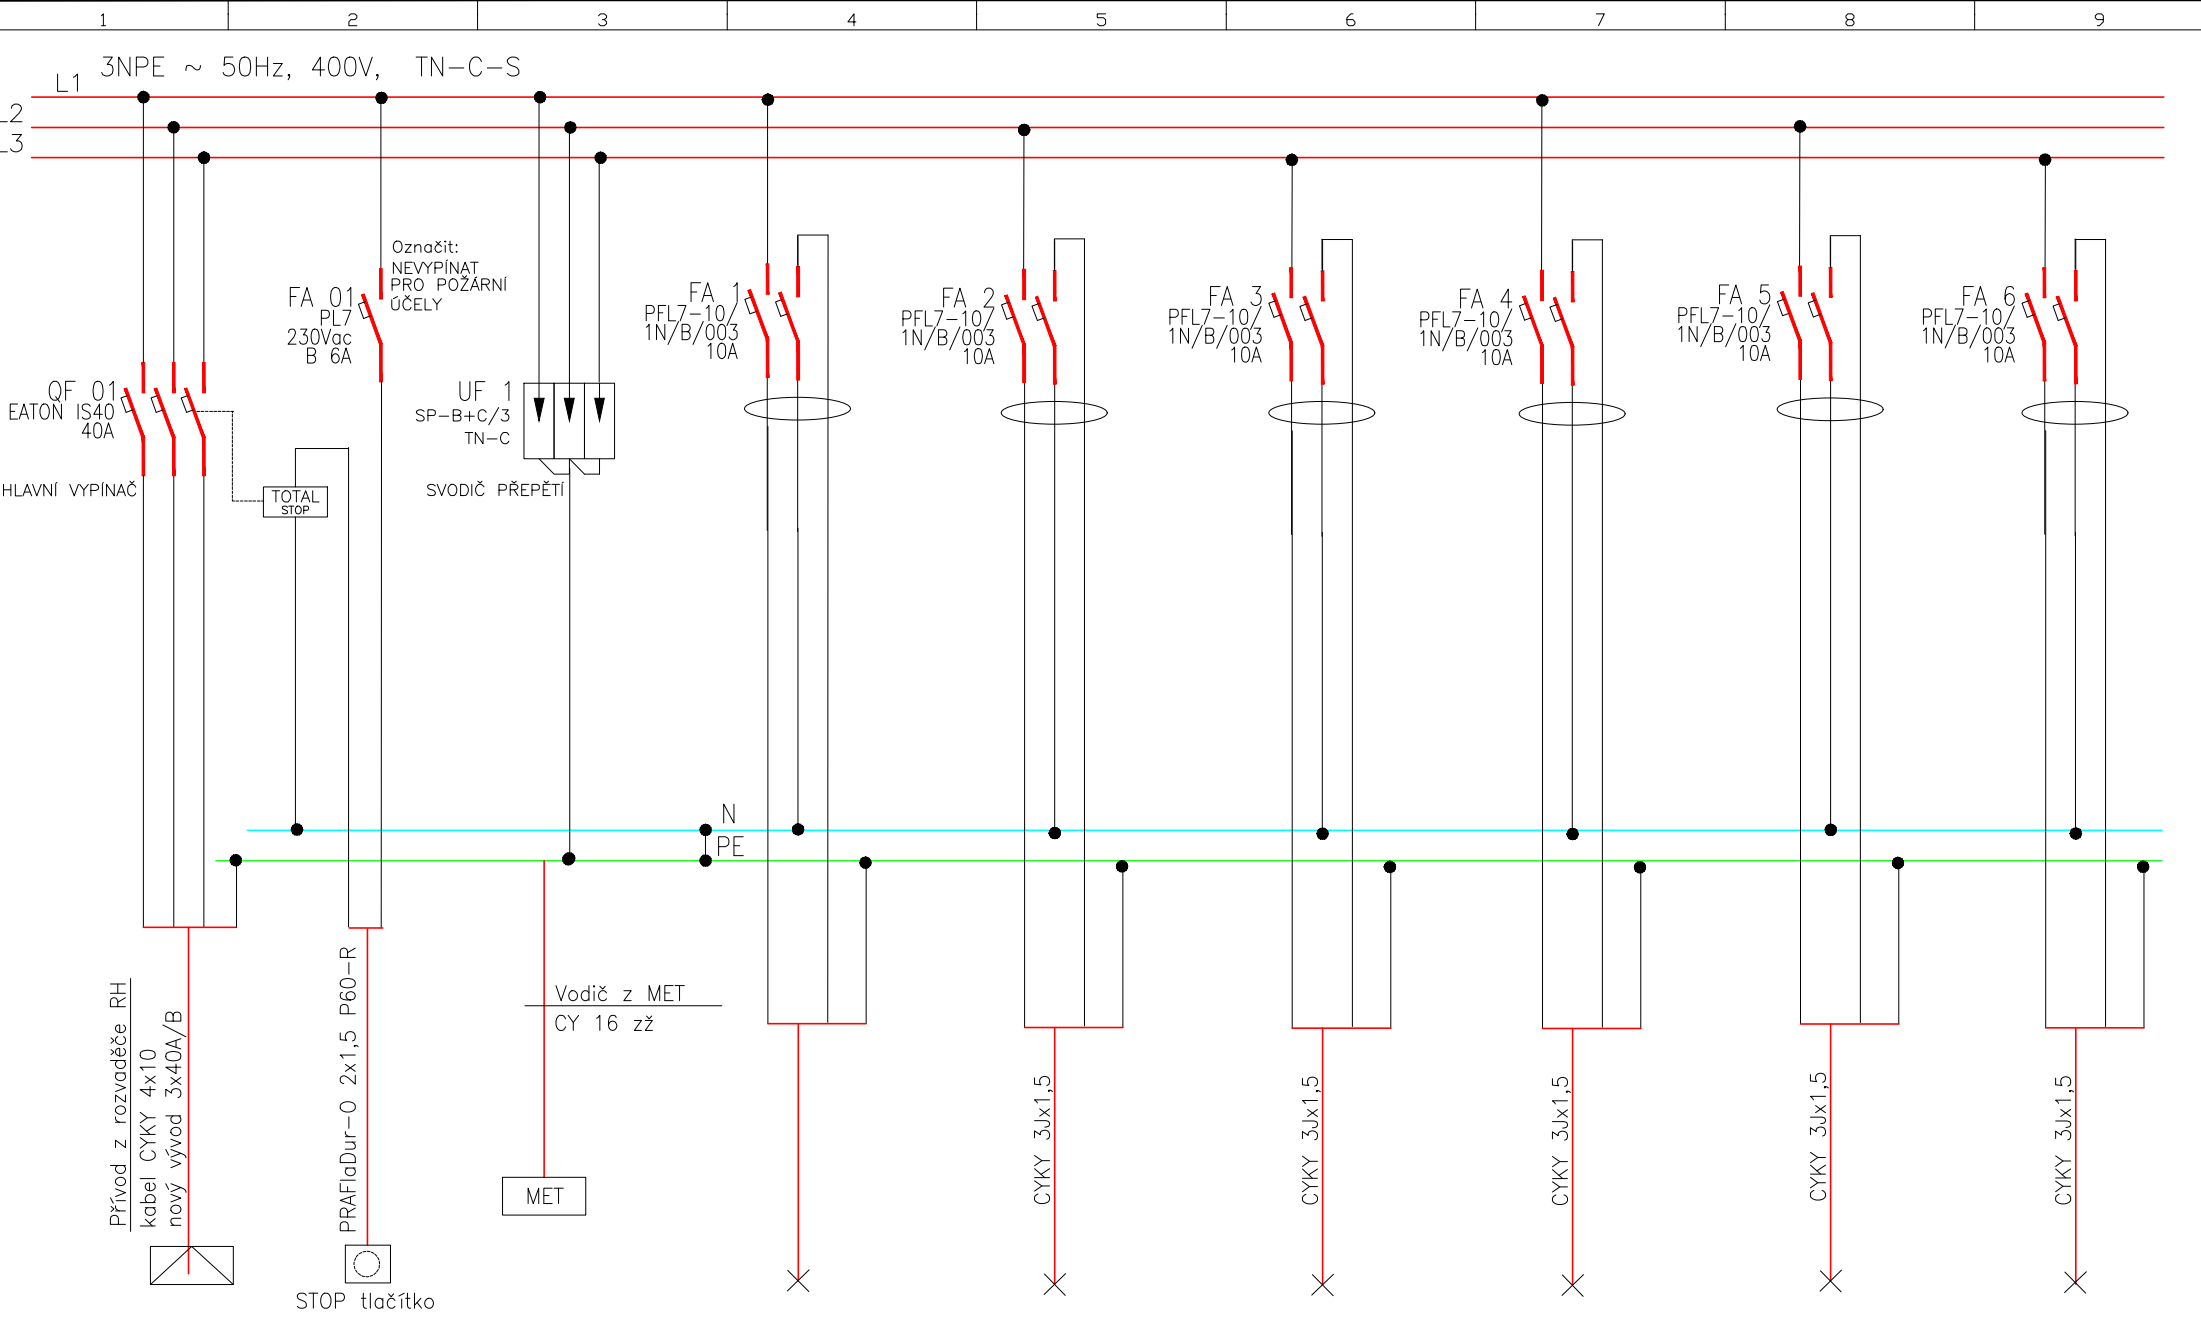 1 2 3 4 5 6 7 8 9
3NPE ~ 50Hz, 400V, TN-C-S
L1
L2
L3
Označit:
NEVYPÍNAT
PRO POŽÁRNÍ
ÚČELY
FA 01
PL7
230Vac
B 6A
QF 01
EATON IS40
40A
HLAVNÍ VYPÍNAČ
TOTAL
STOP
UF 1
SP-B+C/3
TN-C
SVODIČ PŘEPĚTÍ
FA 1
PFL7-10/
1N/B/003
10A
FA 2
PFL7-10/
1N/B/003
10A
FA 3
PFL7-10/
1N/B/003
10A
FA 4
PFL7-10/
1N/B/003
10A
FA 5
PFL7-10/
1N/B/003
10A
FA 6
PFL7-10/
1N/B/003
10A
N
PE
Přívod z rozvaděče RH
kabel CYKY 4x10
nový vývod 3x40A/B
PRAFlaDur-O 2x1,5 P60-R
Vodič z MET
CY 16 zž
MET
STOP tlačítko
CYKY 3Jx1,5
CYKY 3Jx1,5
CYKY 3Jx1,5
CYKY 3Jx1,5
CYKY 3Jx1,5